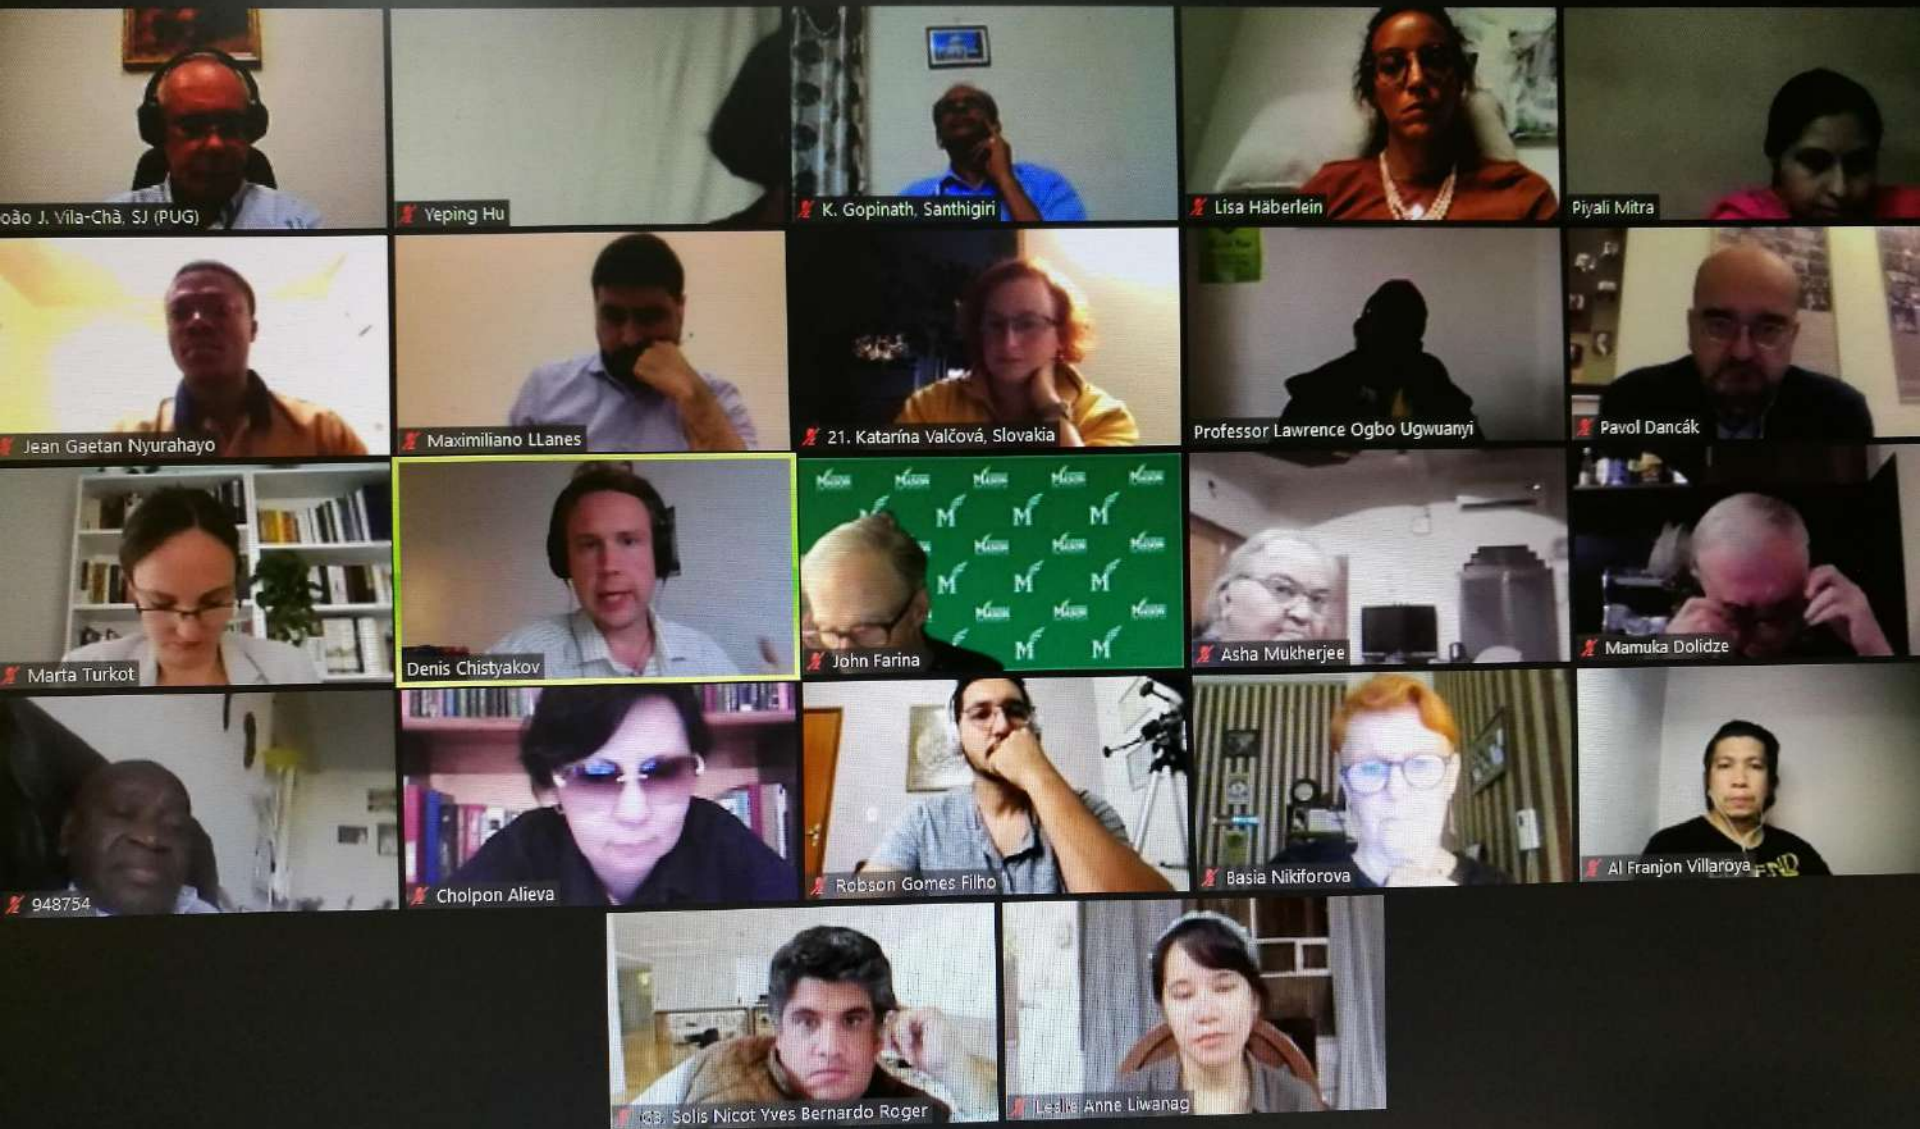 oão J. Vila-Chã, SJ (PUG)
Yeping Hu
K. Gopinath, Santhigiri
Lisa Häberlein
Piyali Mitra
Jean Gaetan Nyurahayo
Maximiliano LLanes
21. Katarína Valčová, Slovakia
Professor Lawrence Ogbo Ugwuanyi
Pavol Dancák
Marta Turkot
Denis Chistyakov
John Farina
Asha Mukherjee
Mamuka Dolidze
948754
Cholpon Alieva
Robson Gomes Filho
Basia Nikiforova
Al Franjon Villaroya
Solis Nicot Yves Bernardo Roger
Leslie Anne Liwanag